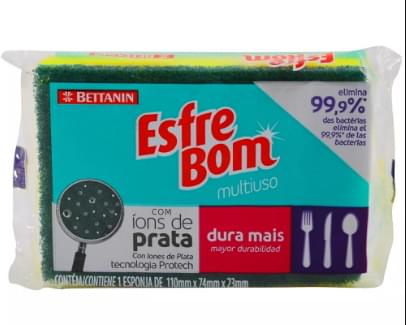 BETTANIN
Esfre
Bom
multiuso
elimina
99,9%*
das bactérias
elimina el
99,9%* de las
bacterias
COM
íons de
prata
Con Iones de Plata
tecnologia Protech
dura mais
mayor durabilidad
CONTÉM/CONTIENE 1 ESPONJA DE 110mm x 74mm x 23mm